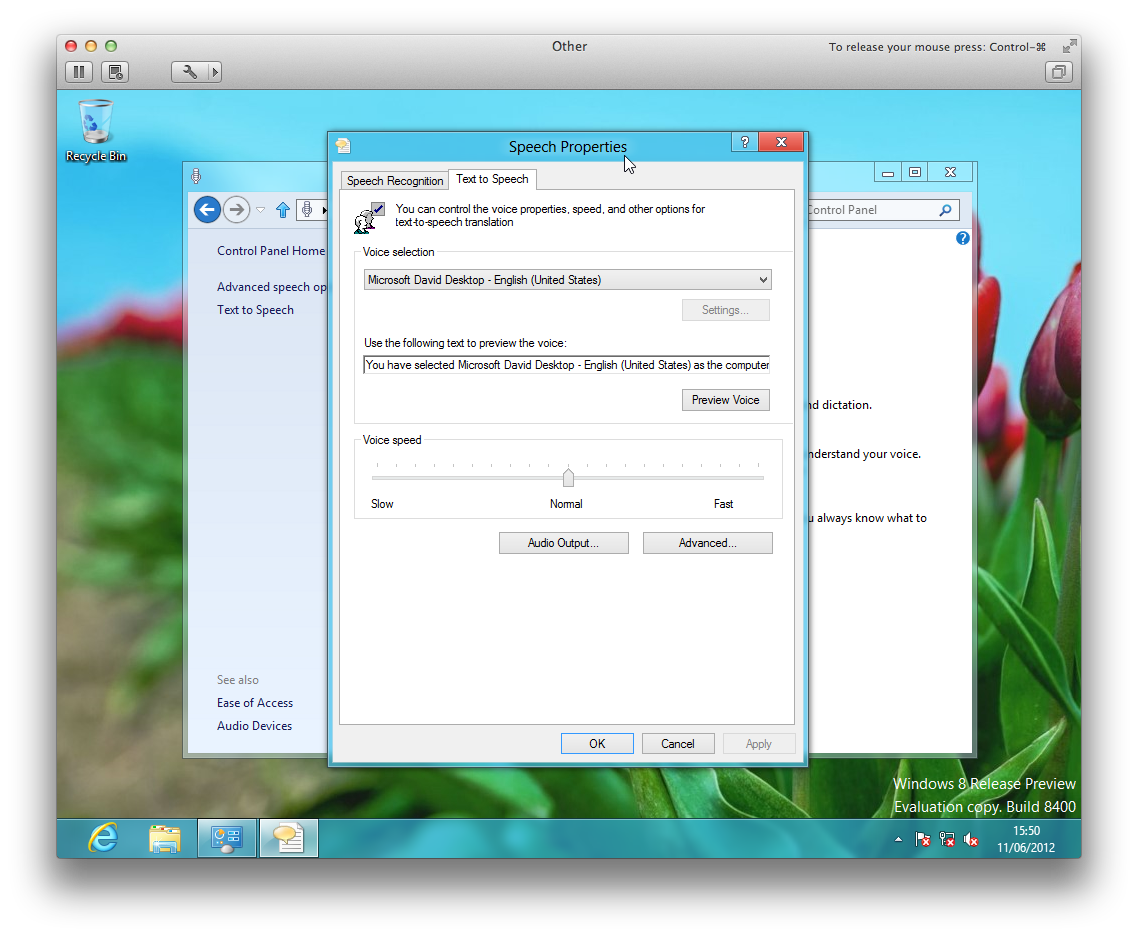 Other
To release your mouse press: Control-⌘
Recycle Bin
Speech Properties
?
Speech Recognition
Text to Speech
You can control the voice properties, speed, and other options for
text-to-speech translation
Voice selection
Microsoft David Desktop - English (United States)
Settings...
Use the following text to preview the voice:
You have selected Microsoft David Desktop - English (United States) as the computer
Preview Voice
Voice speed
Slow
Normal
Fast
Audio Output...
Advanced...
OK
Cancel
Apply
Control Panel
?
Control Panel Home
Advanced speech op
Text to Speech
nd dictation.
nderstand your voice.
u always know what to
See also
Ease of Access
Audio Devices
Windows 8 Release Preview
Evaluation copy. Build 8400
15:50
11/06/2012